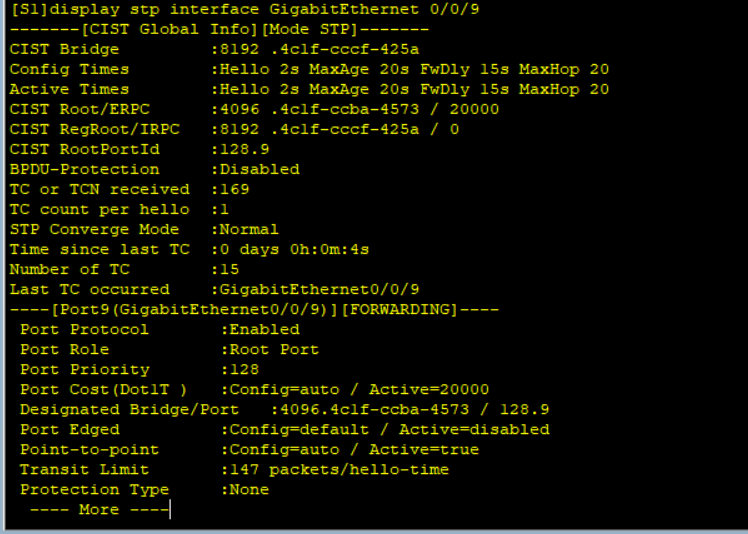 [S1]display stp interface GigabitEthernet 0/0/9
-------[CIST Global Info][Mode STP]-------
CIST Bridge         :8192 .4c1f-cccf-425a
Config Times        :Hello 2s MaxAge 20s FwDly 15s MaxHop 20
Active Times        :Hello 2s MaxAge 20s FwDly 15s MaxHop 20
CIST Root/ERPC      :4096 .4c1f-ccba-4573 / 20000
CIST RegRoot/IRPC   :8192 .4c1f-cccf-425a / 0
CIST RootPortId     :128.9
BPDU-Protection     :Disabled
TC or TCN received  :169
TC count per hello  :1
STP Converge Mode   :Normal
Time since last TC  :0 days 0h:0m:4s
Number of TC        :15
Last TC occurred    :GigabitEthernet0/0/9
----[Port9(GigabitEthernet0/0/9)][FORWARDING]----
 Port Protocol       :Enabled
 Port Role           :Root Port
 Port Priority       :128
 Port Cost(Dot1T )   :Config=auto / Active=20000
 Designated Bridge/Port   :4096.4c1f-ccba-4573 / 128.9
 Port Edged          :Config=default / Active=disabled
 Point-to-point      :Config=auto / Active=true
 Transit Limit       :147 packets/hello-time
 Protection Type     :None
  ---- More ----